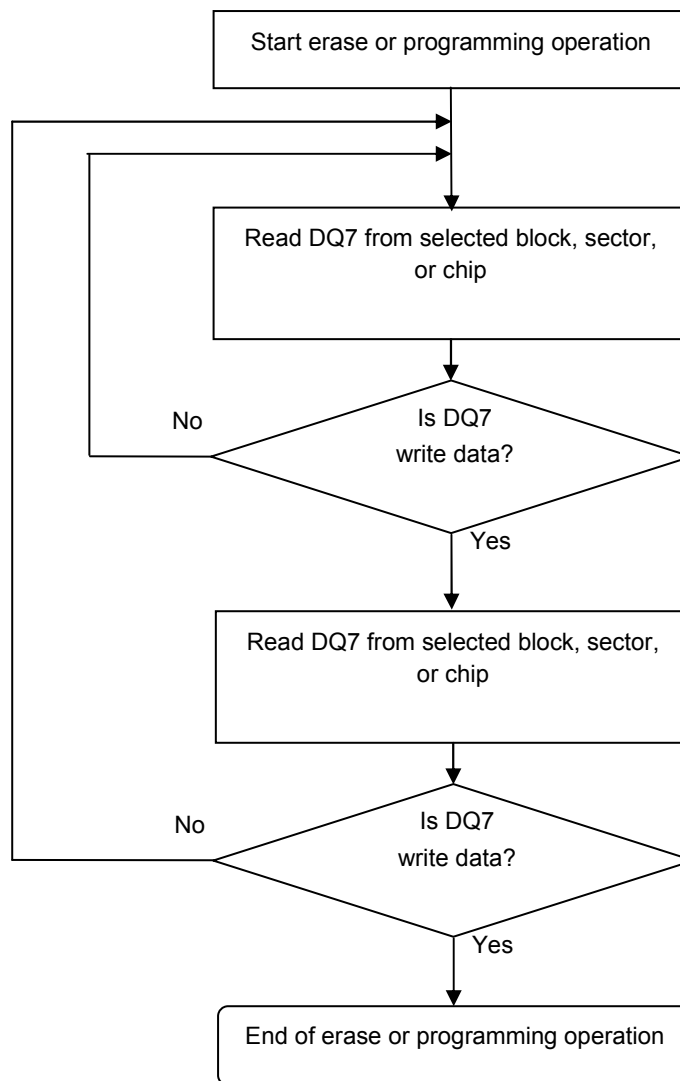 Start erase or programming operation
Read DQ7 from selected block, sector,
or chip
No
Is DQ7
write data?
Yes
Read DQ7 from selected block, sector,
or chip
No
Is DQ7
write data?
Yes
End of erase or programming operation